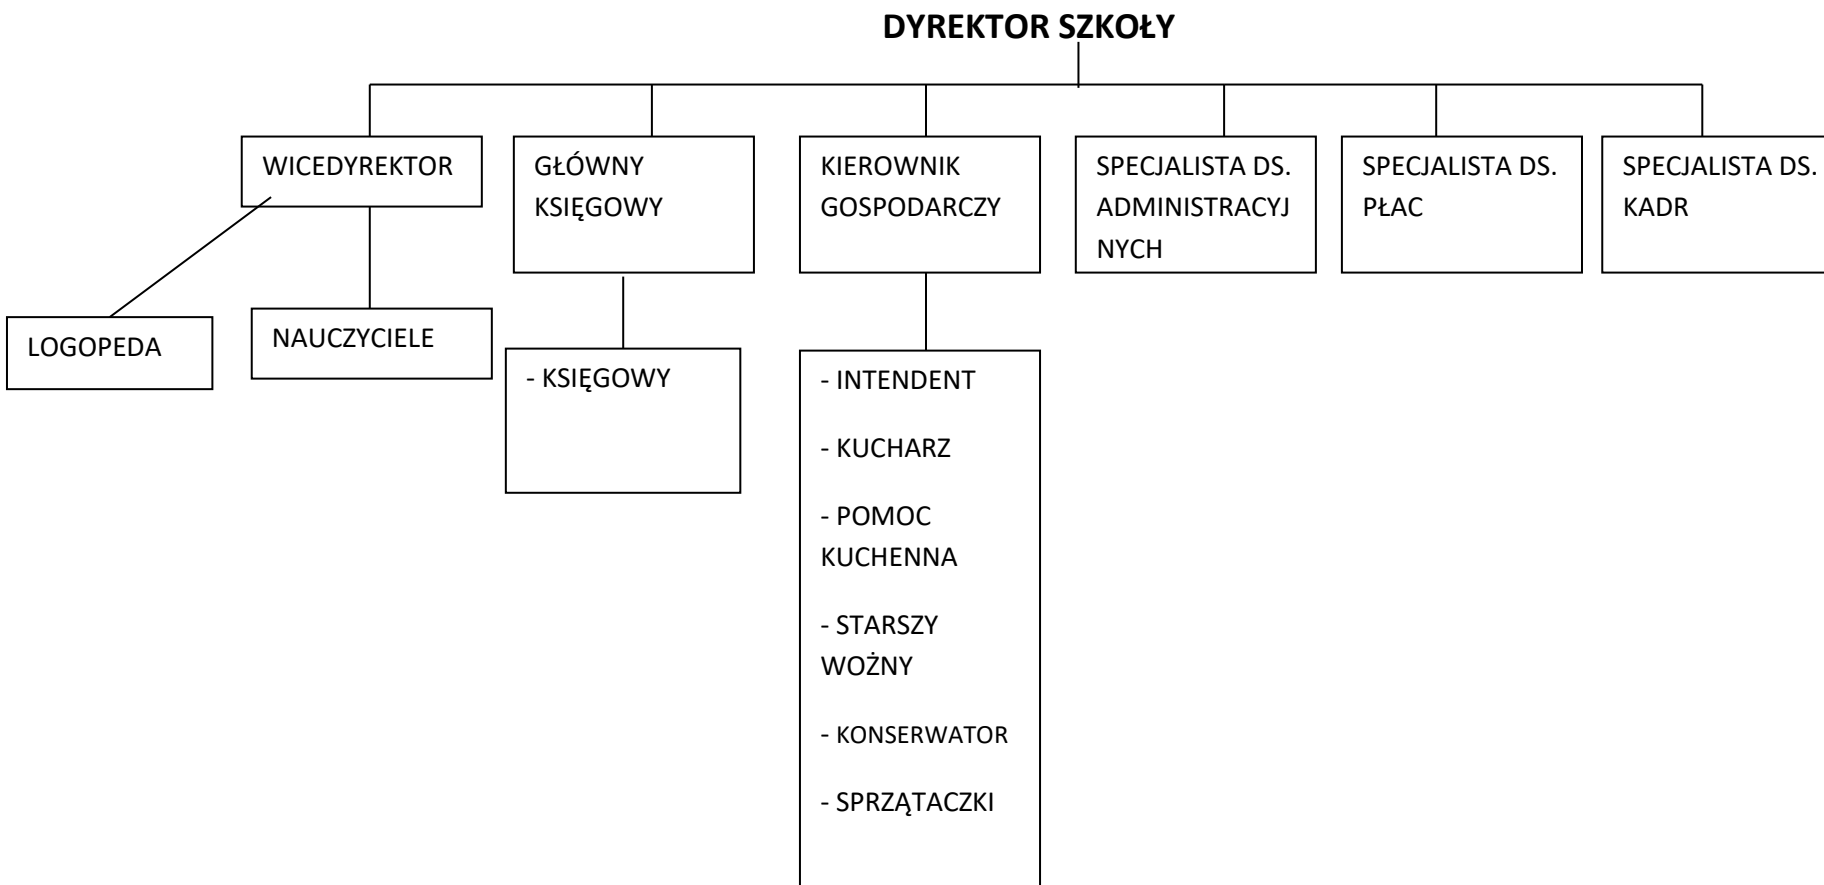 DYREKTOR SZKOŁY
WICEDYREKTOR
GŁÓWNY
KSIĘGOWY
KIEROWNIK
GOSPODARCZY
SPECJALISTA DS.
ADMINISTRACYJ
NYCH
SPECJALISTA DS.
PŁAC
SPECJALISTA DS.
KADR
LOGOPEDA
NAUCZYCIELE
- KSIĘGOWY
- INTENDENT
- KUCHARZ
- POMOC
KUCHENNA
- STARSZY
WOŻNY
- KONSERWATOR
- SPRZĄTACZKI